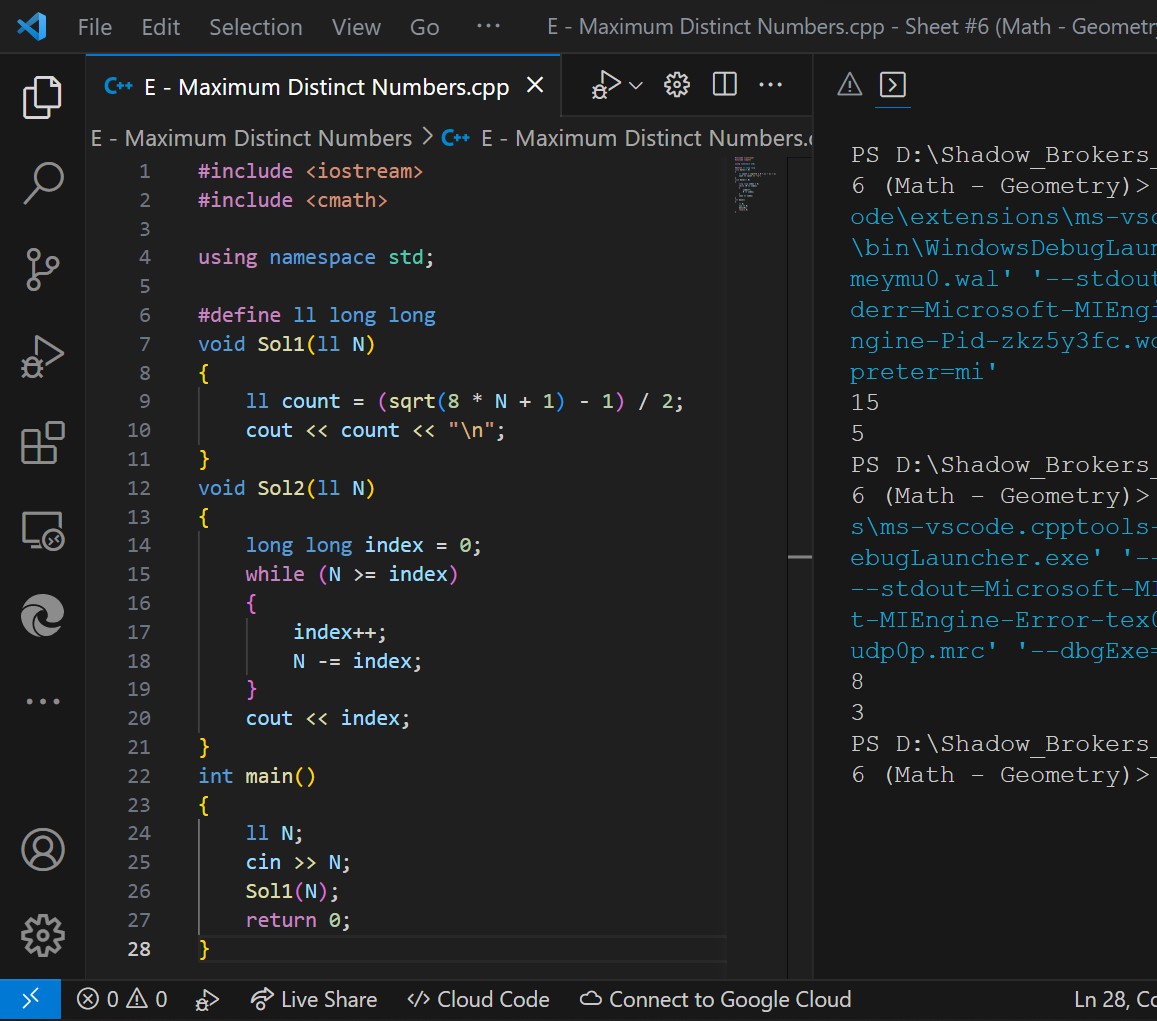 File Edit Selection View Go ··· E - Maximum Distinct Numbers.cpp - Sheet #6 (Math - Geometry
C++ E - Maximum Distinct Numbers.cpp
E - Maximum Distinct Numbers > C++ E - Maximum Distinct Numbers.c
1 #include <iostream>
2 #include <cmath>
3
4 using namespace std;
5
6 #define ll long long
7 void Sol1(ll N)
8 {
9     ll count = (sqrt(8 * N + 1) - 1) / 2;
10     cout << count << "\n";
11 }
12 void Sol2(ll N)
13 {
14     long long index = 0;
15     while (N >= index)
16     {
17         index++;
18         N -= index;
19     }
20     cout << index;
21 }
22 int main()
23 {
24     ll N;
25     cin >> N;
26     Sol1(N);
27     return 0;
28 }
PS D:\Shadow_Brokers_
6 (Math - Geometry)>
ode\extensions\ms-vsc
\bin\WindowsDebugLaun
meymu0.wal' '--stdout
derr=Microsoft-MIEngi
ngine-Pid-zkz5y3fc.wo
preter=mi'
15
5
PS D:\Shadow_Brokers_
6 (Math - Geometry)>
s\ms-vscode.cpptools-
ebugLauncher.exe' '--
--stdout=Microsoft-MI
t-MIEngine-Error-tex0
udp0p.mrc' '--dbgExe=
8
3
PS D:\Shadow_Brokers_
6 (Math - Geometry)>
0 0 Live Share Cloud Code Connect to Google Cloud Ln 28, Co